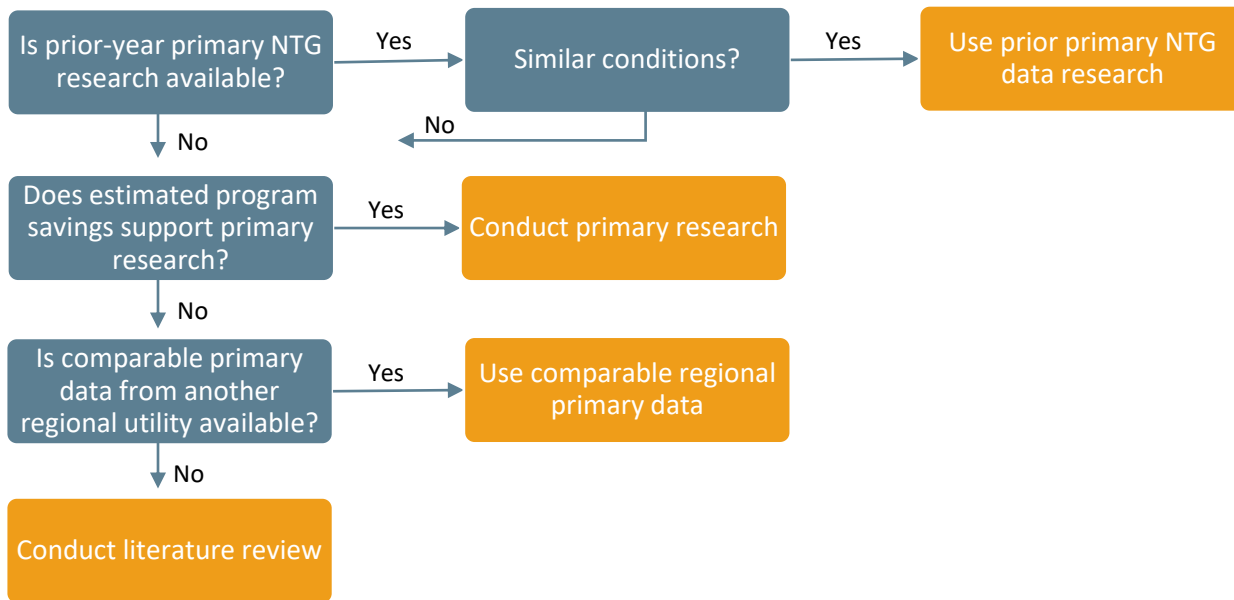 Is prior-year primary NTG
research available?
Yes
Similar conditions?
Yes
Use prior primary NTG
data research
No
No
Does estimated program
savings support primary
research?
Yes
Conduct primary research
No
Is comparable primary
data from another
regional utility available?
Yes
Use comparable regional
primary data
No
Conduct literature review